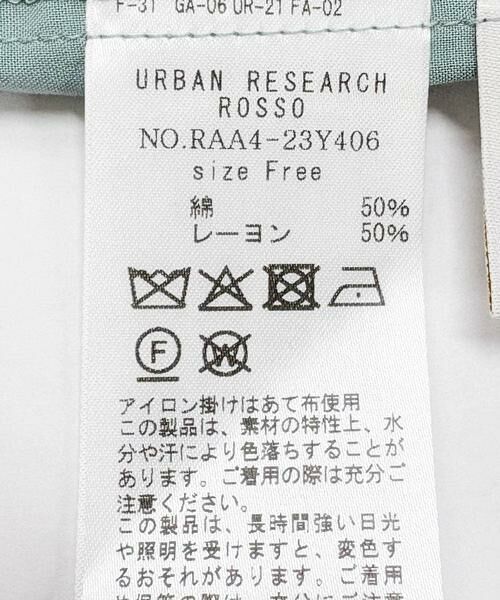 F-31 GA-06 OR-21 FA-02
URBAN RESEARCH
ROSSO
NO.RAA4-23Y406
size Free
綿 50%
レーヨン 50%
F
W
アイロン掛けはあて布使用
この製品は、素材の特性上、水
分や汗により色落ちすることが
あります。ご着用の際は充分ご
注意ください。
この製品は、長時間強い日光
や照明を受けますと、変色す
るおそれがあります。ご着用